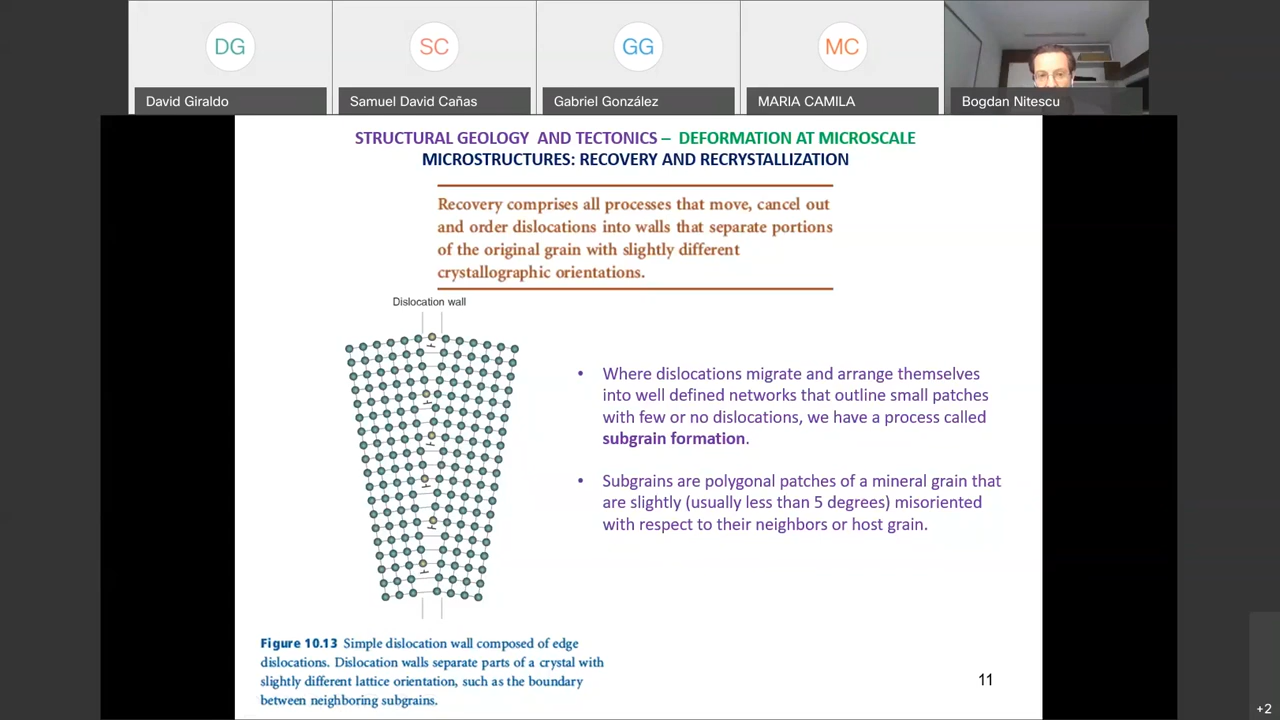 DG
SC
GG
MC
David Giraldo
Samuel David Cañas
Gabriel González
MARIA CAMILA
Bogdan Nitescu
STRUCTURAL GEOLOGY AND TECTONICS – DEFORMATION AT MICROSCALE
MICROSTRUCTURES: RECOVERY AND RECRYSTALLIZATION
Recovery comprises all processes that move, cancel out
and order dislocations into walls that separate portions
of the original grain with slightly different
crystallographic orientations.
Dislocation wall
• Where dislocations migrate and arrange themselves
into well defined networks that outline small patches
with few or no dislocations, we have a process called
subgrain formation.
• Subgrains are polygonal patches of a mineral grain that
are slightly (usually less than 5 degrees) misoriented
with respect to their neighbors or host grain.
Figure 10.13 Simple dislocation wall composed of edge
dislocations. Dislocation walls separate parts of a crystal with
slightly different lattice orientation, such as the boundary
between neighboring subgrains.
11
+2